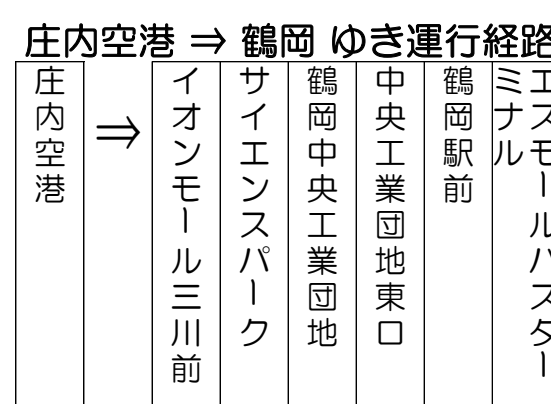 庄内空港 ⇒ 鶴岡 ゆき運行経路
庄内空港
⇒
イオンモール三川前
サイエンスパーク
鶴岡中央工業団地
中央工業団地東口
鶴岡駅前
エスモールバスター
ミナル